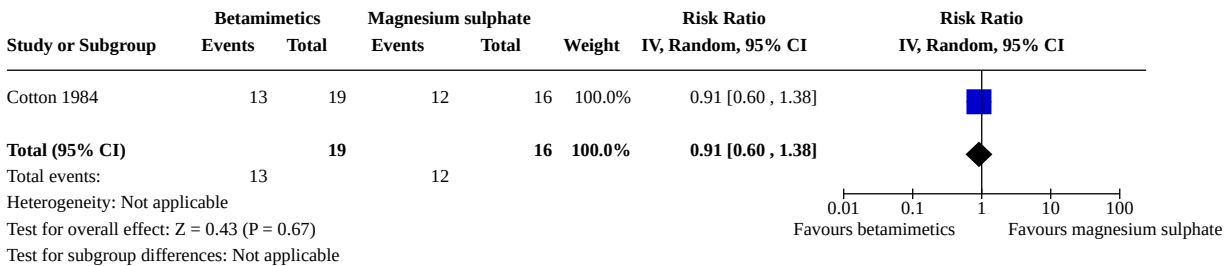 Betamimetics Magnesium sulphate Risk Ratio Risk Ratio
Study or Subgroup Events Total Events Total Weight IV, Random, 95% CI IV, Random, 95% CI
Cotton 1984 13 19 12 16 100.0% 0.91 [0.60 , 1.38]
Total (95% CI) 19 16 100.0% 0.91 [0.60 , 1.38]
Total events: 13 12
Heterogeneity: Not applicable
0.01 0.1 1 10 100
Test for overall effect: Z = 0.43 (P = 0.67) Favours betamimetics Favours magnesium sulphate
Test for subgroup differences: Not applicable